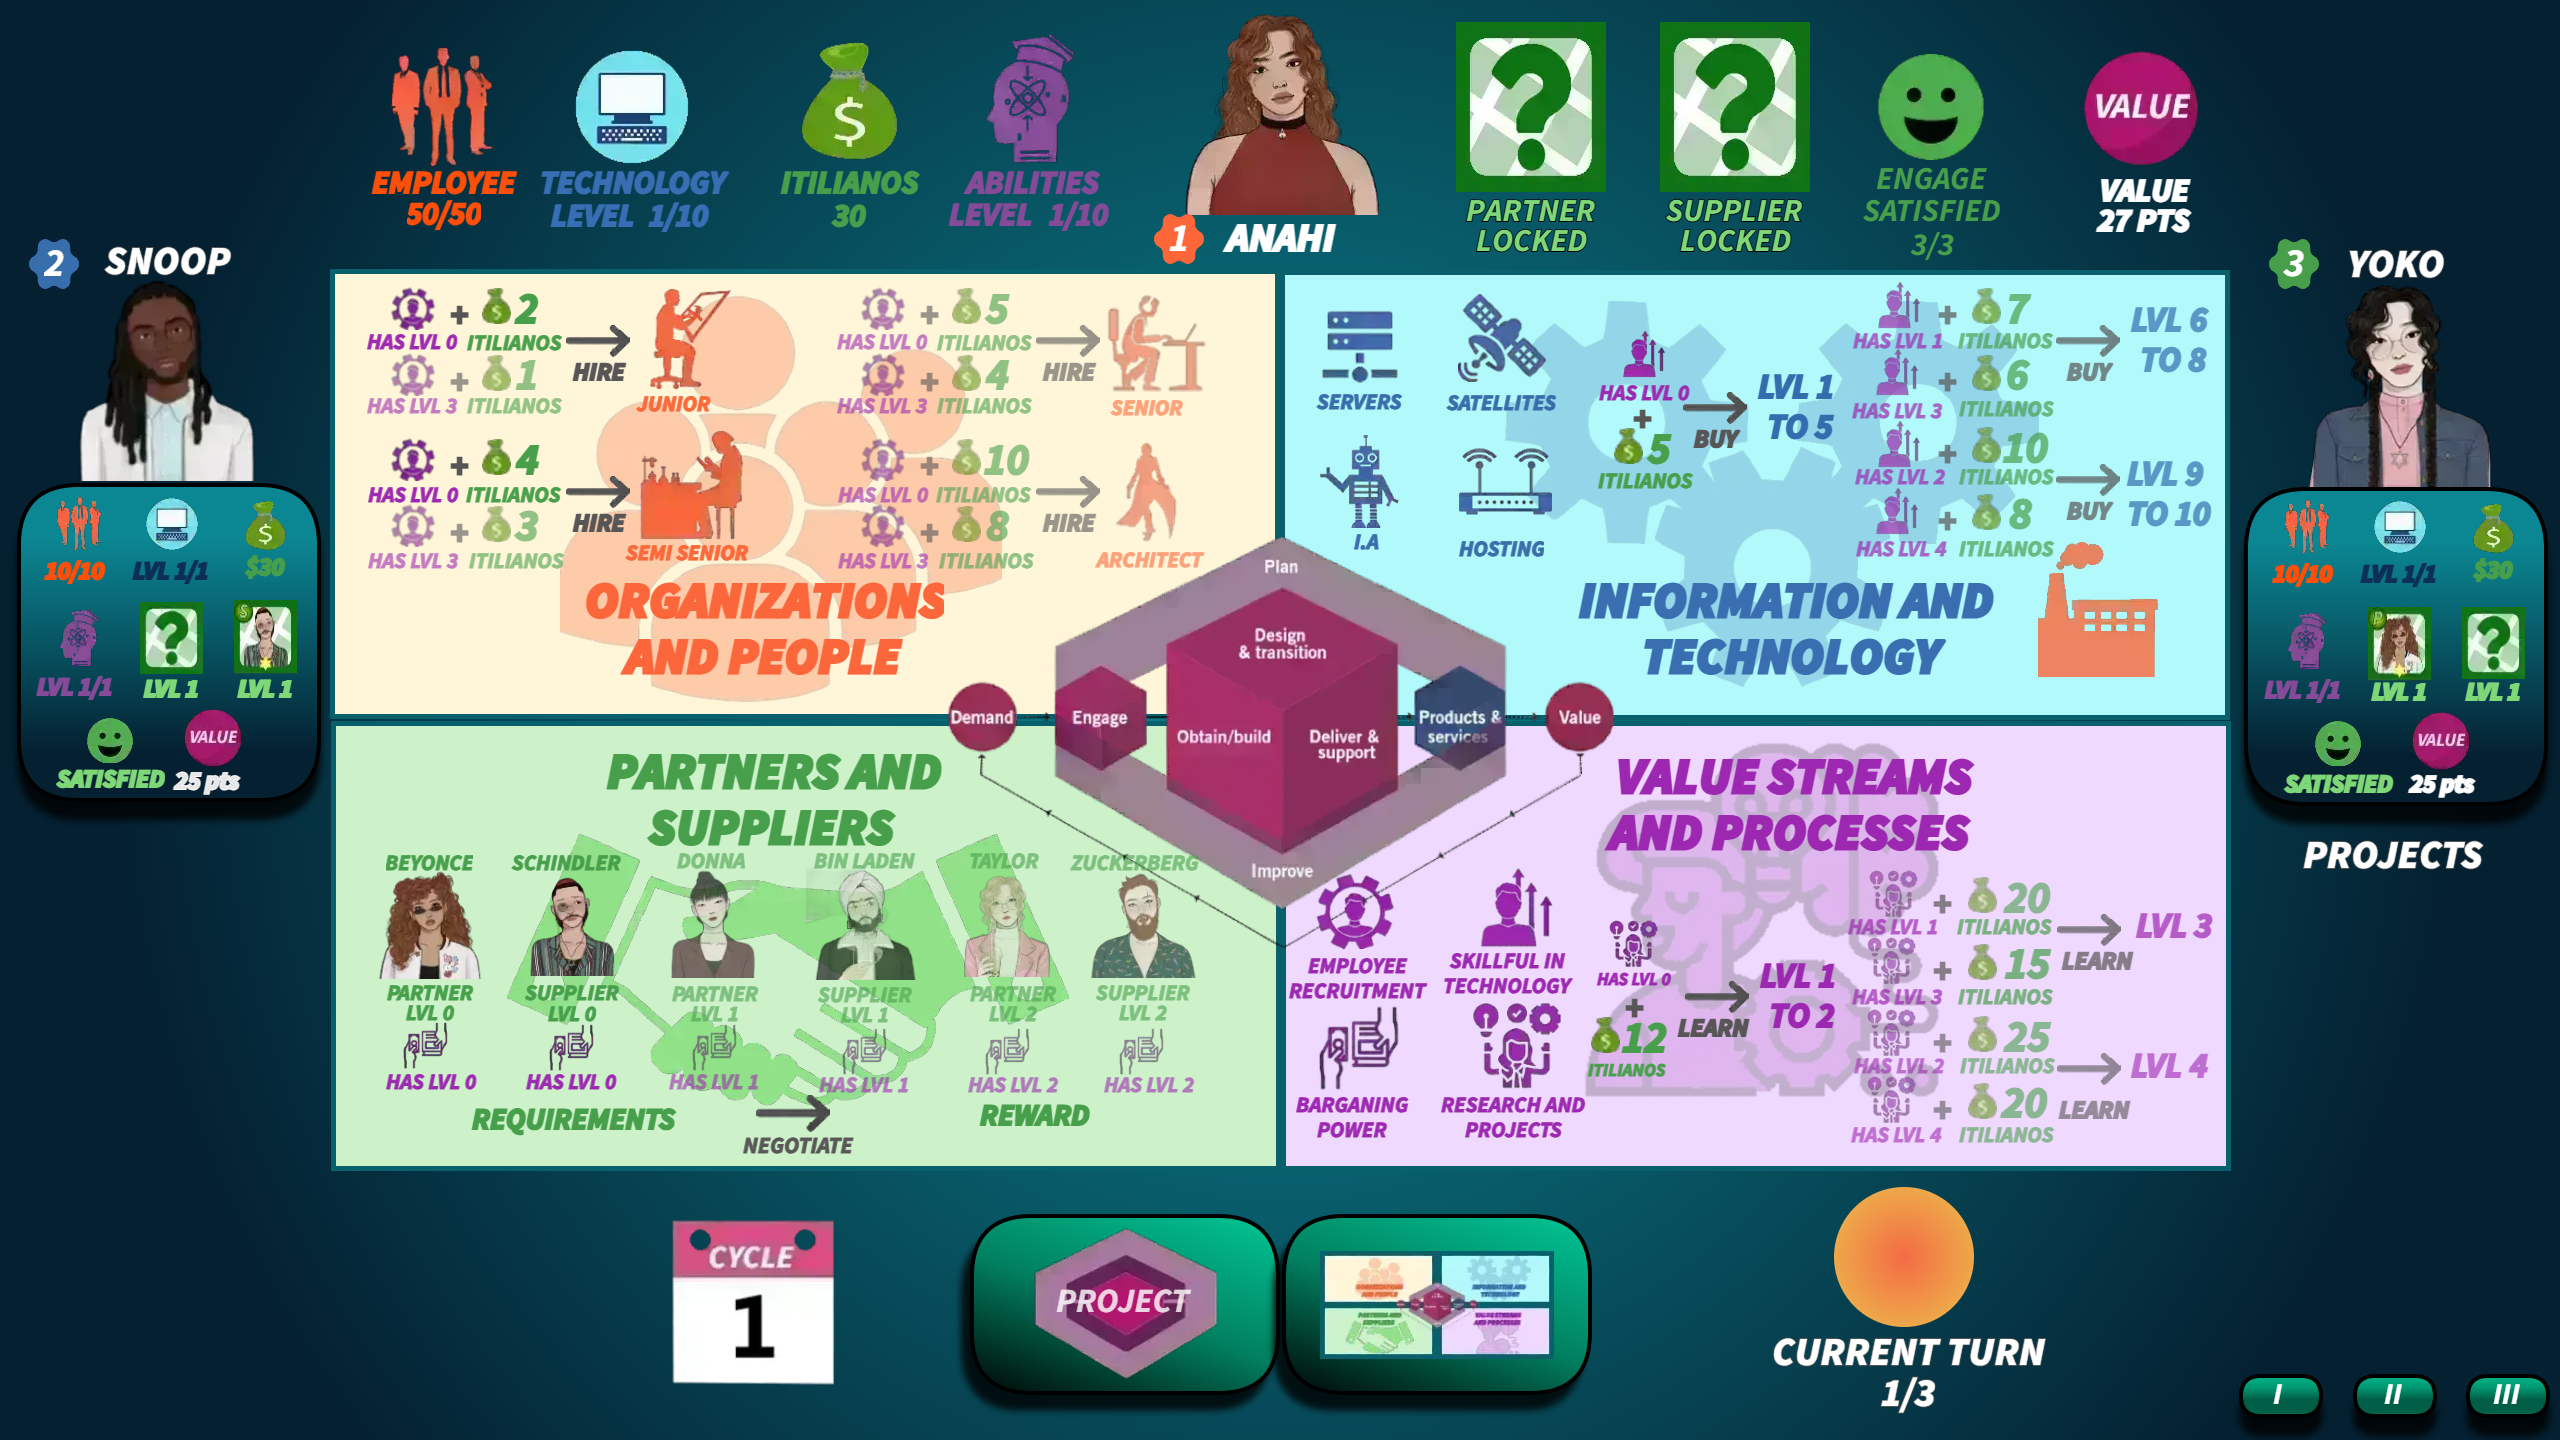 EMPLOYEE
50/50
TECHNOLOGY
LEVEL 1/10
$
ITILIANOS
30
ABILITIES
LEVEL 1/10
1 ANAHI
?
PARTNER
LOCKED
?
SUPPLIER
LOCKED
ENGAGE
SATISFIED
3/3
VALUE
VALUE
27 PTS
2 SNOOP
10/10
LVL 1/1
$
$30
LVL 1/1
?
LVL 1
$
LVL 1
SATISFIED
VALUE
25 pts
3 YOKO
10/10
LVL 1/1
$
$30
LVL 1/1
P
LVL 1
?
LVL 1
SATISFIED
VALUE
25 pts
PROJECTS
HAS LVL 0 + $ 2 ITILIANOS
HAS LVL 3 + $ 1 ITILIANOS
HIRE
JUNIOR
HAS LVL 0 + $ 5 ITILIANOS
HAS LVL 3 + $ 4 ITILIANOS
HIRE
SENIOR
HAS LVL 0 + $ 4 ITILIANOS
HAS LVL 3 + $ 3 ITILIANOS
HIRE
SEMI SENIOR
HAS LVL 0 + $ 10 ITILIANOS
HAS LVL 3 + $ 8 ITILIANOS
HIRE
ARCHITECT
ORGANIZATIONS
AND PEOPLE
SERVERS
SATELLITES
I.A
HOSTING
HAS LVL 0
+
$ 5
ITILIANOS
BUY
LVL 1
TO 5
HAS LVL 1 + $ 7 ITILIANOS
HAS LVL 3 + $ 6 ITILIANOS
BUY
LVL 6
TO 8
HAS LVL 2 + $ 10 ITILIANOS
HAS LVL 4 + $ 8 ITILIANOS
BUY
LVL 9
TO 10
INFORMATION AND
TECHNOLOGY
Plan
Design
& transition
Demand
Engage
Obtain/build
Deliver &
support
Products &
services
Value
Improve
PARTNERS AND
SUPPLIERS
BEYONCE
PARTNER
LVL 0
HAS LVL 0
SCHINDLER
SUPPLIER
LVL 0
HAS LVL 0
DONNA
PARTNER
LVL 1
HAS LVL 1
BIN LADEN
SUPPLIER
LVL 1
HAS LVL 1
TAYLOR
PARTNER
LVL 2
HAS LVL 2
ZUCKERBERG
SUPPLIER
LVL 2
HAS LVL 2
REQUIREMENTS
NEGOTIATE
REWARD
VALUE STREAMS
AND PROCESSES
EMPLOYEE
RECRUITMENT
SKILLFUL IN
TECHNOLOGY
BARGANING
POWER
RESEARCH AND
PROJECTS
HAS LVL 0
+
$ 12
ITILIANOS
LEARN
LVL 1
TO 2
HAS LVL 1 + $ 20 ITILIANOS
HAS LVL 3 + $ 15 ITILIANOS
LEARN
LVL 3
HAS LVL 2 + $ 25 ITILIANOS
HAS LVL 4 + $ 20 ITILIANOS
LEARN
LVL 4
CYCLE
1
PROJECT
ORGANIZATIONS
AND PEOPLE
INFORMATION AND
TECHNOLOGY
PARTNERS AND
SUPPLIERS
VALUE STREAMS
AND PROCESSES
CURRENT TURN
1/3
I
II
III